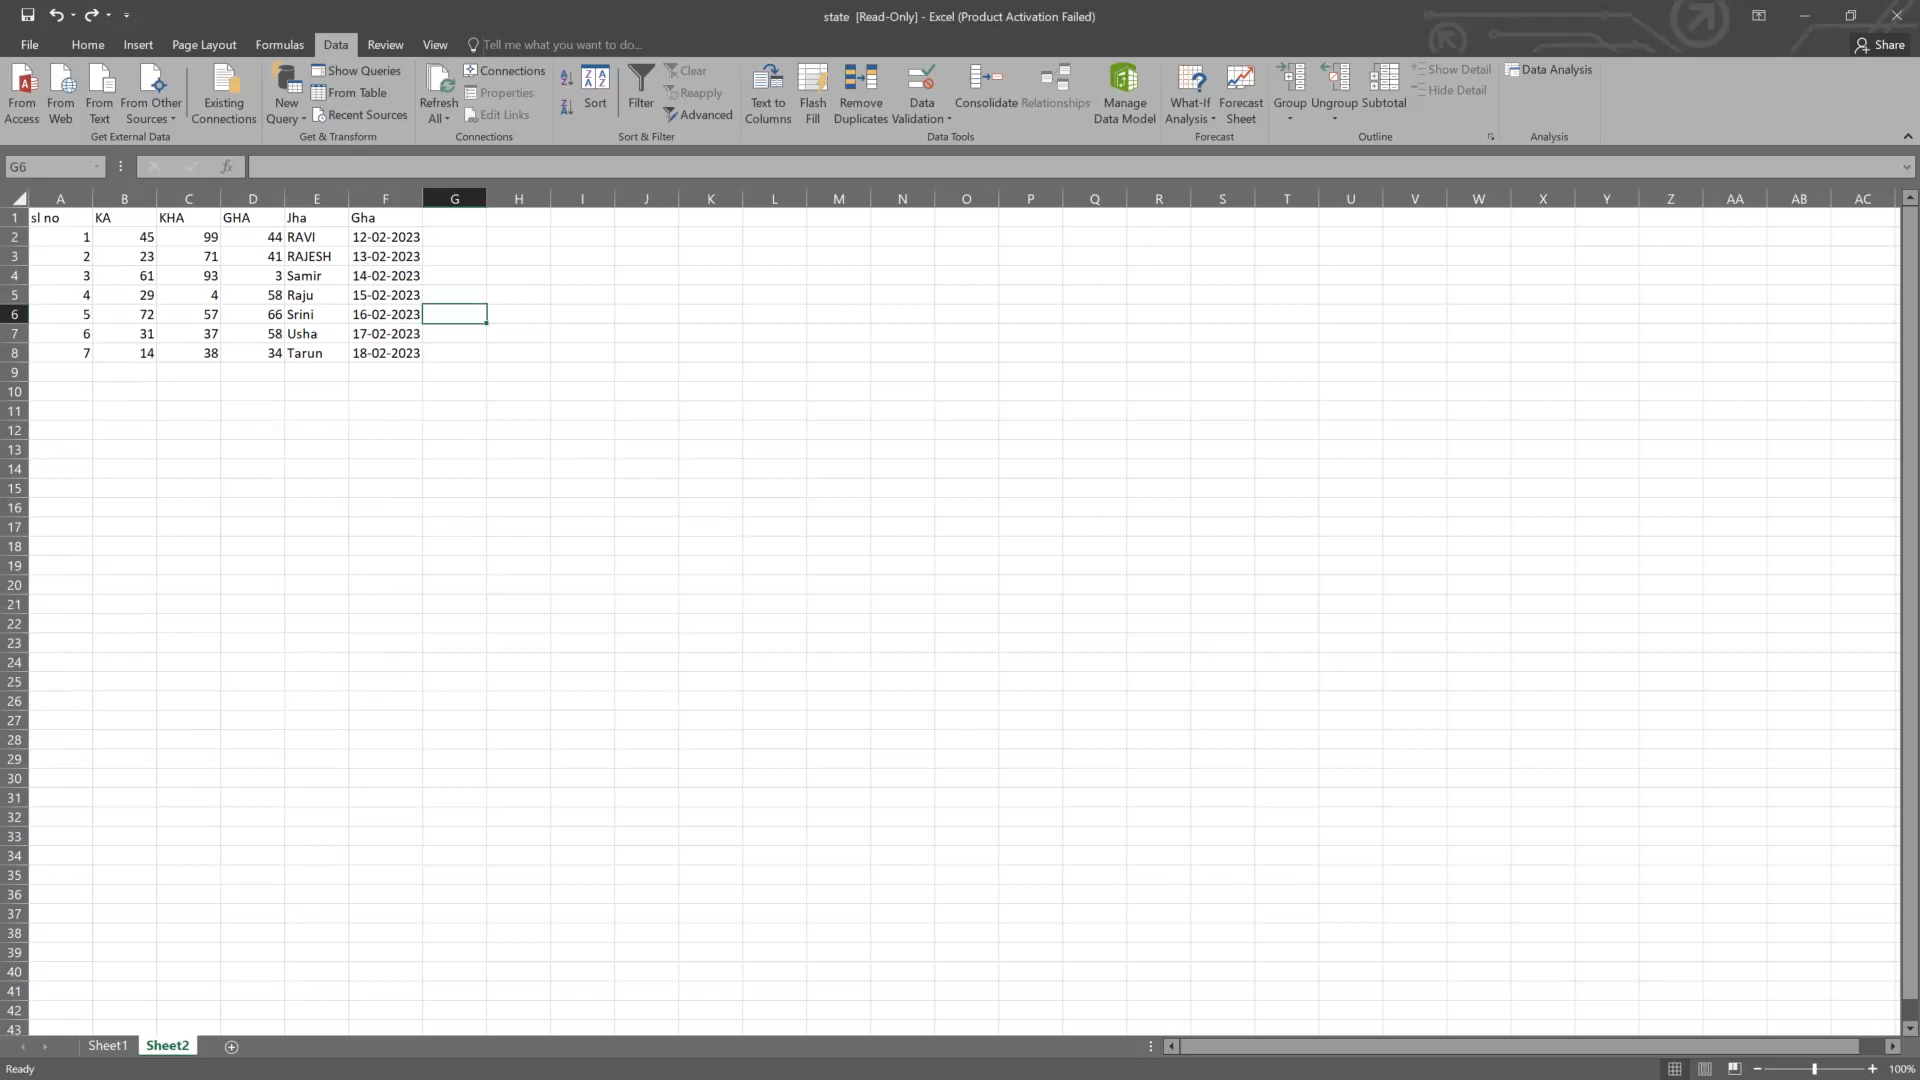 state [Read-Only] - Excel (Product Activation Failed)
File Home Insert Page Layout Formulas Data Review View Tell me what you want to do... Share
From Access
From Web
From Text
From Other Sources
Existing Connections
Get External Data
New Query
Show Queries
From Table
Recent Sources
Get & Transform
Refresh All
Connections
Properties
Edit Links
Connections
Sort
Filter
Clear
Reapply
Advanced
Sort & Filter
Text to Columns
Flash Fill
Remove Duplicates
Data Validation
Consolidate
Relationships
Manage Data Model
Data Tools
What-If Analysis
Forecast Sheet
Forecast
Group
Ungroup
Subtotal
Show Detail
Hide Detail
Outline
Data Analysis
Analysis
G6 fx
A B C D E F G H I J K L M N O P Q R S T U V W X Y Z AA AB AC
1 sl no KA KHA GHA Jha Gha
2 1 45 99 44 RAVI 12-02-2023
3 2 23 71 41 RAJESH 13-02-2023
4 3 61 93 3 Samir 14-02-2023
5 4 29 4 58 Raju 15-02-2023
6 5 72 57 66 Srini 16-02-2023
7 6 31 37 58 Usha 17-02-2023
8 7 14 38 34 Tarun 18-02-2023
9
10
11
12
13
14
15
16
17
18
19
20
21
22
23
24
25
26
27
28
29
30
31
32
33
34
35
36
37
38
39
40
41
42
43
Sheet1 Sheet2
Ready 100%